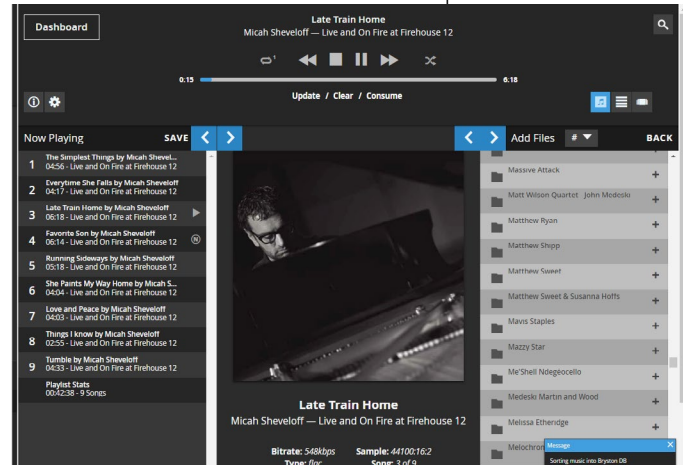 Dashboard
Late Train Home
Micah Sheveloff — Live and On Fire at Firehouse 12
0:15
6:18
Update / Clear / Consume
Now Playing
SAVE
Add Files
#
BACK
1
The Simplest Things by Micah Shevel...
04:56 - Live and On Fire at Firehouse 12
2
Everytime She Falls by Micah Sheveloff
04:17 - Live and On Fire at Firehouse 12
3
Late Train Home by Micah Sheveloff
06:18 - Live and On Fire at Firehouse 12
4
Favorite Son by Micah Sheveloff
06:14 - Live and On Fire at Firehouse 12
N
5
Running Sideways by Micah Sheveloff
05:18 - Live and On Fire at Firehouse 12
6
She Paints My Way Home by Micah S...
04:04 - Live and On Fire at Firehouse 12
7
Love and Peace by Micah Sheveloff
04:03 - Live and On Fire at Firehouse 12
8
Things I know by Micah Sheveloff
02:55 - Live and On Fire at Firehouse 12
9
Tumble by Micah Sheveloff
04:33 - Live and On Fire at Firehouse 12
Playlist Stats
00:42:38 - 9 Songs
Late Train Home
Micah Sheveloff — Live and On Fire at Firehouse 12
Bitrate: 548kbps Sample: 44100:16:2
Type: flac Song: 3 of 9
Massive Attack
Matt Wilson Quartet - John Medeski
Matthew Ryan
Matthew Shipp
Matthew Sweet
Matthew Sweet & Susanna Hoffs
Mavis Staples
Mazzy Star
Me'Shell Ndegeocello
Medeski Martin and Wood
Melissa Etheridge
Melochrom
Message
Sorting music into Bryston DB